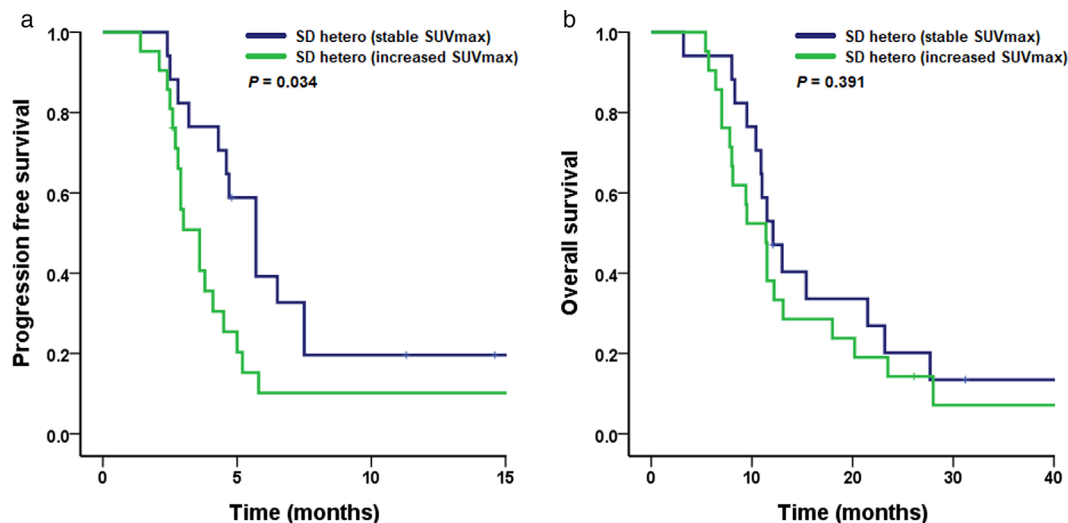 a
SD hetero (stable SUVmax)
SD hetero (increased SUVmax)
P = 0.034
Progression free survival
1.0
0.8
0.6
0.4
0.2
0.0
0 5 10 15
Time (months)
b
SD hetero (stable SUVmax)
SD hetero (increased SUVmax)
P = 0.391
Overall survival
1.0
0.8
0.6
0.4
0.2
0.0
0 10 20 30 40
Time (months)